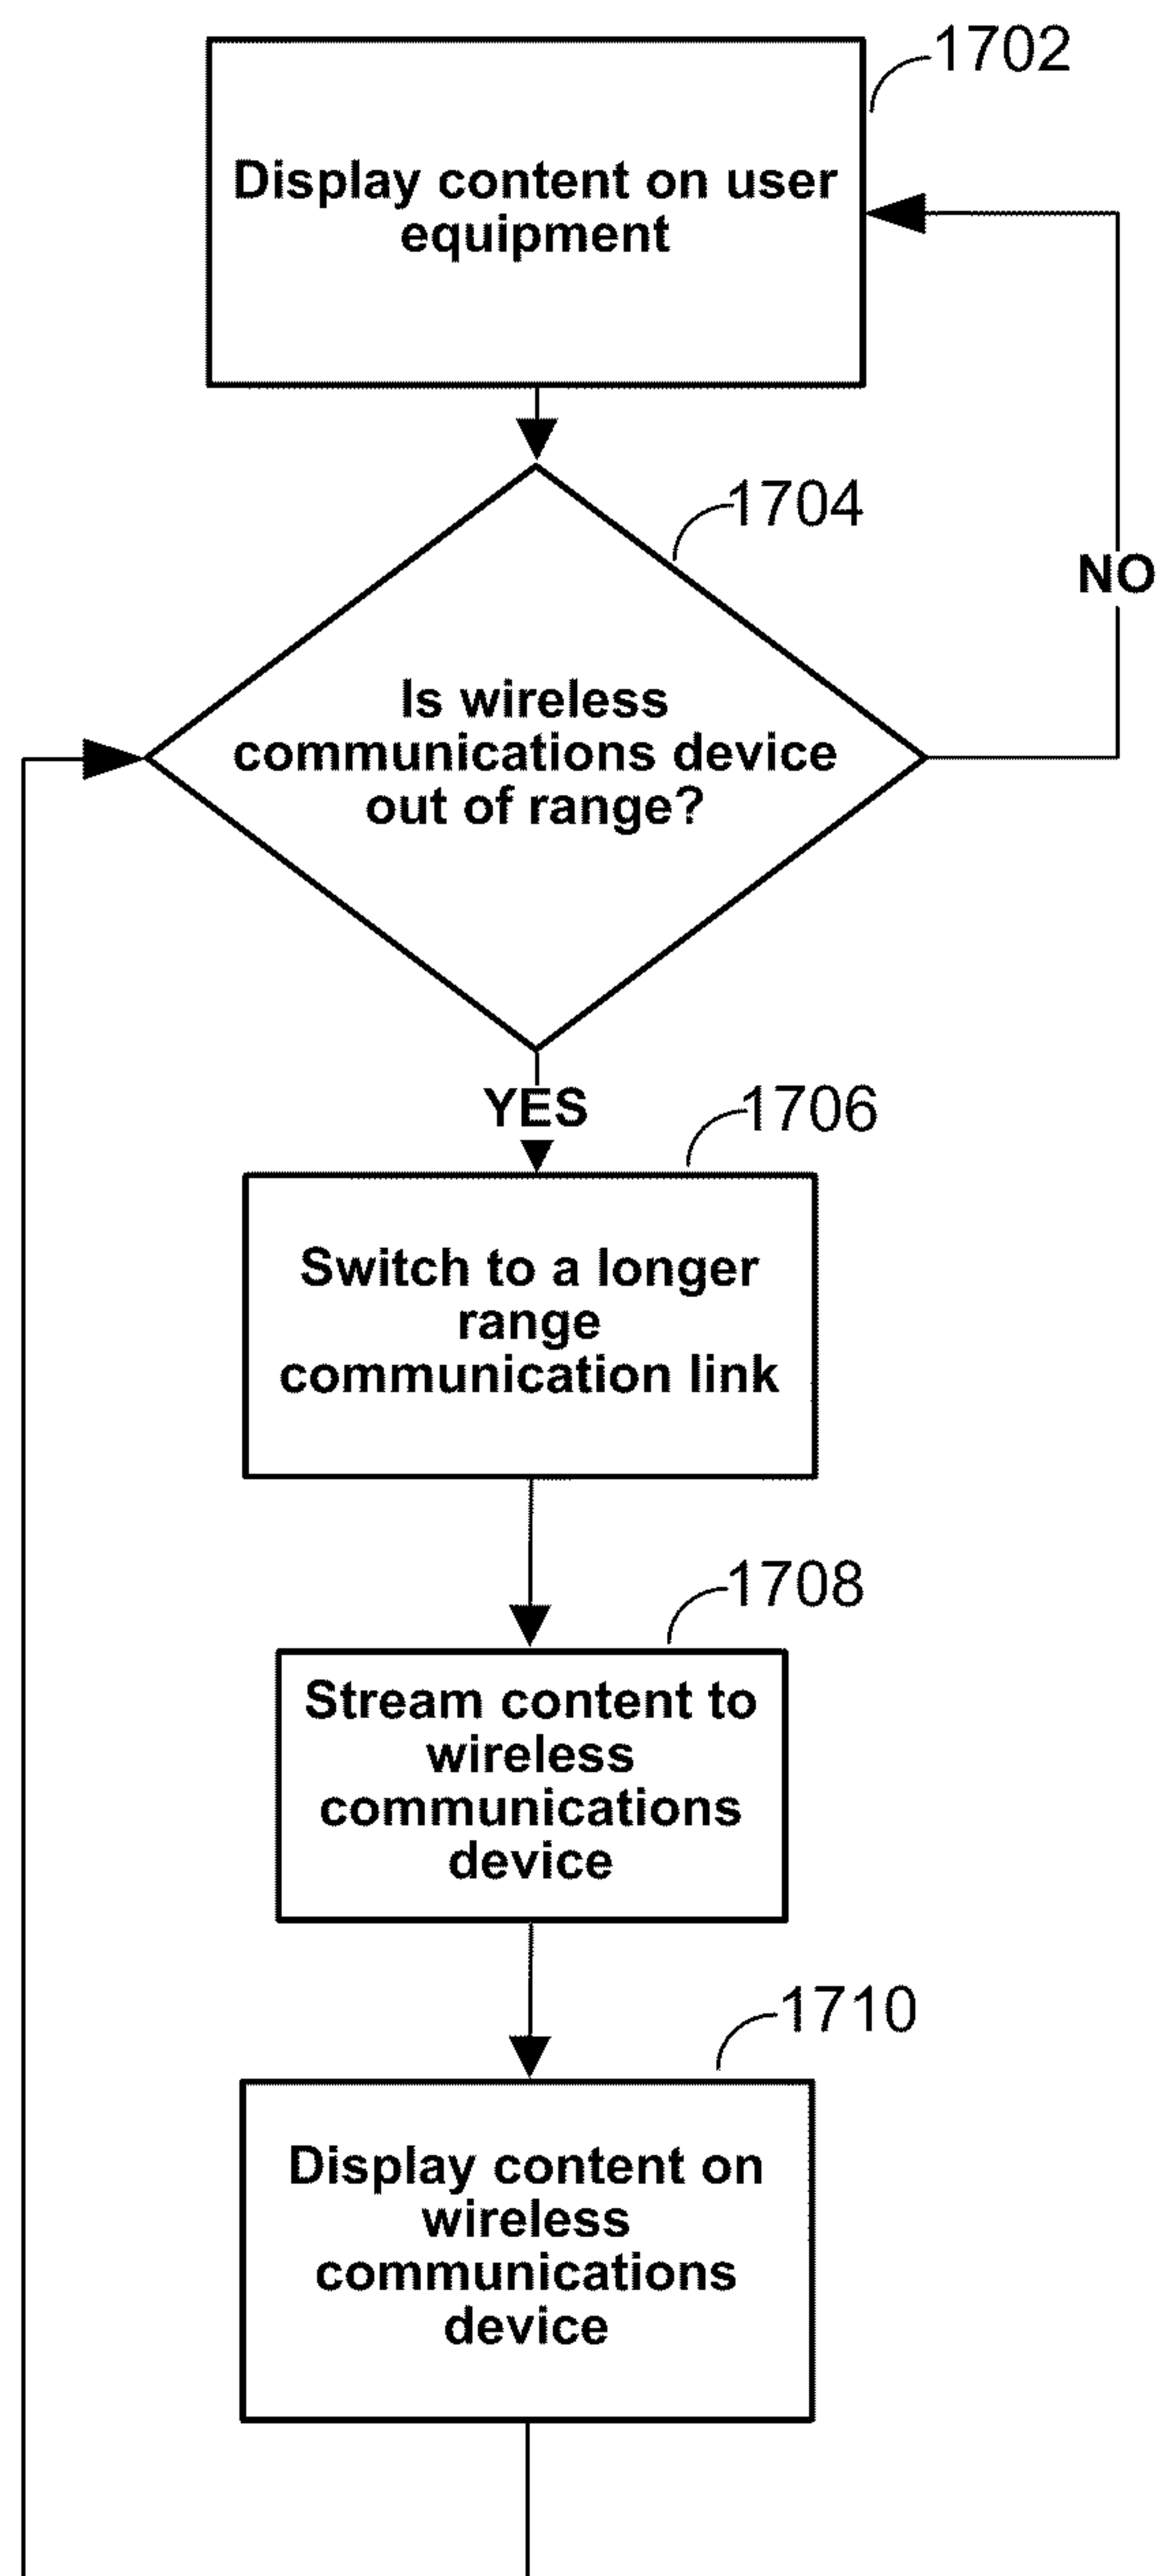 1702
Display content on user
equipment
1704
NO
Is wireless
communications device
out of range?
YES
1706
Switch to a longer
range
communication link
1708
Stream content to
wireless
communications
device
1710
Display content on
wireless
communications
device